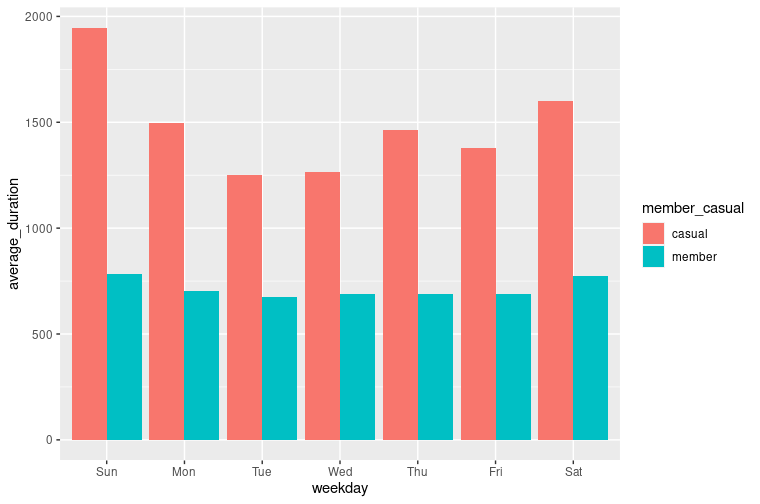 2000
1500
1000
500
0
average_duration
Sun Mon Tue Wed Thu Fri Sat
weekday
member_casual
casual
member